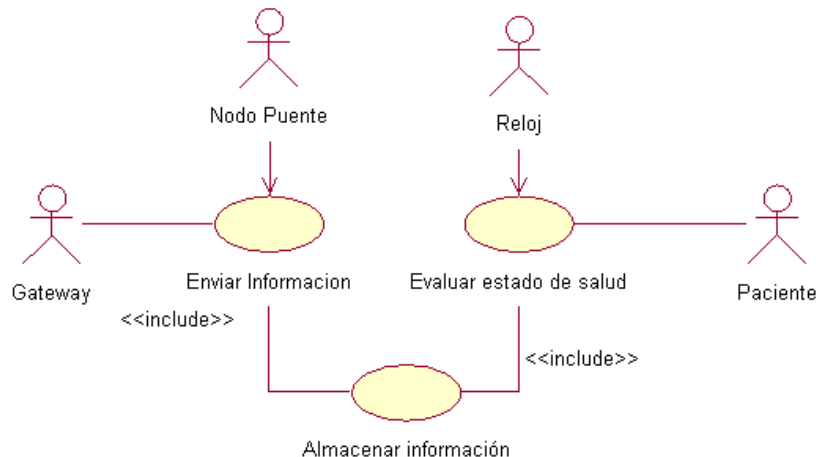 Nodo Puente
Reloj
Gateway
Enviar Informacion
Evaluar estado de salud
Paciente
<<include>>
<<include>>
Almacenar información